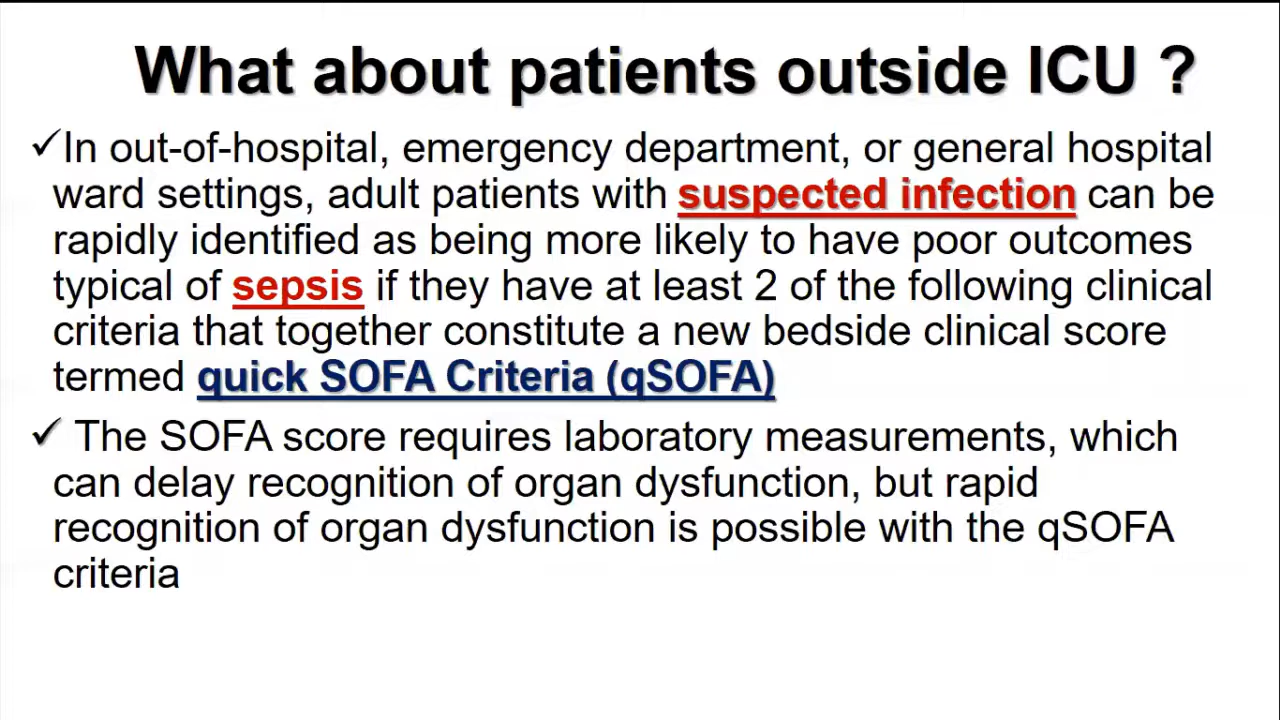 What about patients outside ICU ?
✓In out-of-hospital, emergency department, or general hospital
ward settings, adult patients with suspected infection can be
rapidly identified as being more likely to have poor outcomes
typical of sepsis if they have at least 2 of the following clinical
criteria that together constitute a new bedside clinical score
termed quick SOFA Criteria (qSOFA)
✓ The SOFA score requires laboratory measurements, which
can delay recognition of organ dysfunction, but rapid
recognition of organ dysfunction is possible with the qSOFA
criteria